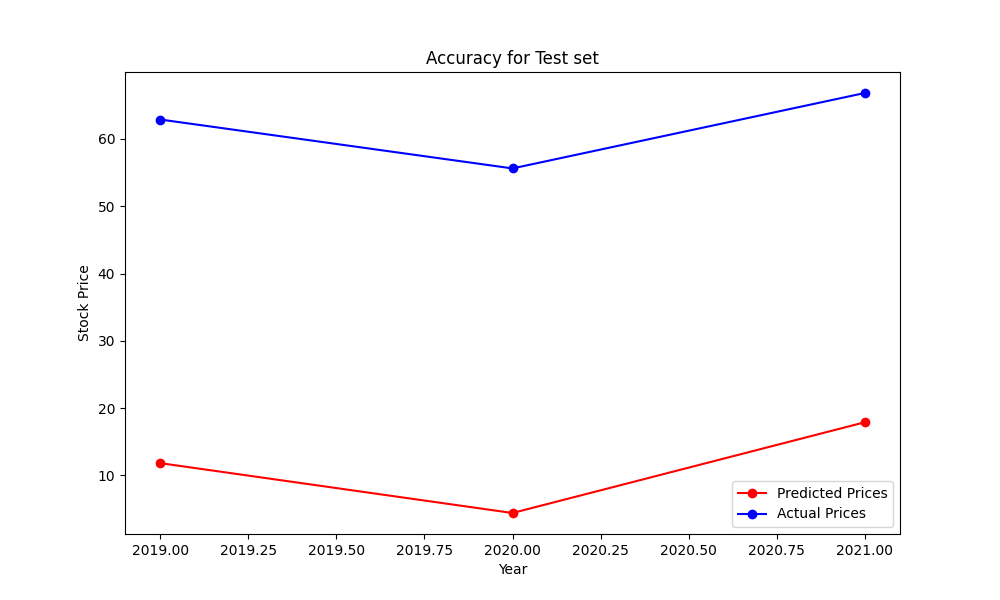 Accuracy for Test set
Stock Price
60
50
40
30
20
10
Predicted Prices
Actual Prices
2019.00 2019.25 2019.50 2019.75 2020.00 2020.25 2020.50 2020.75 2021.00
Year